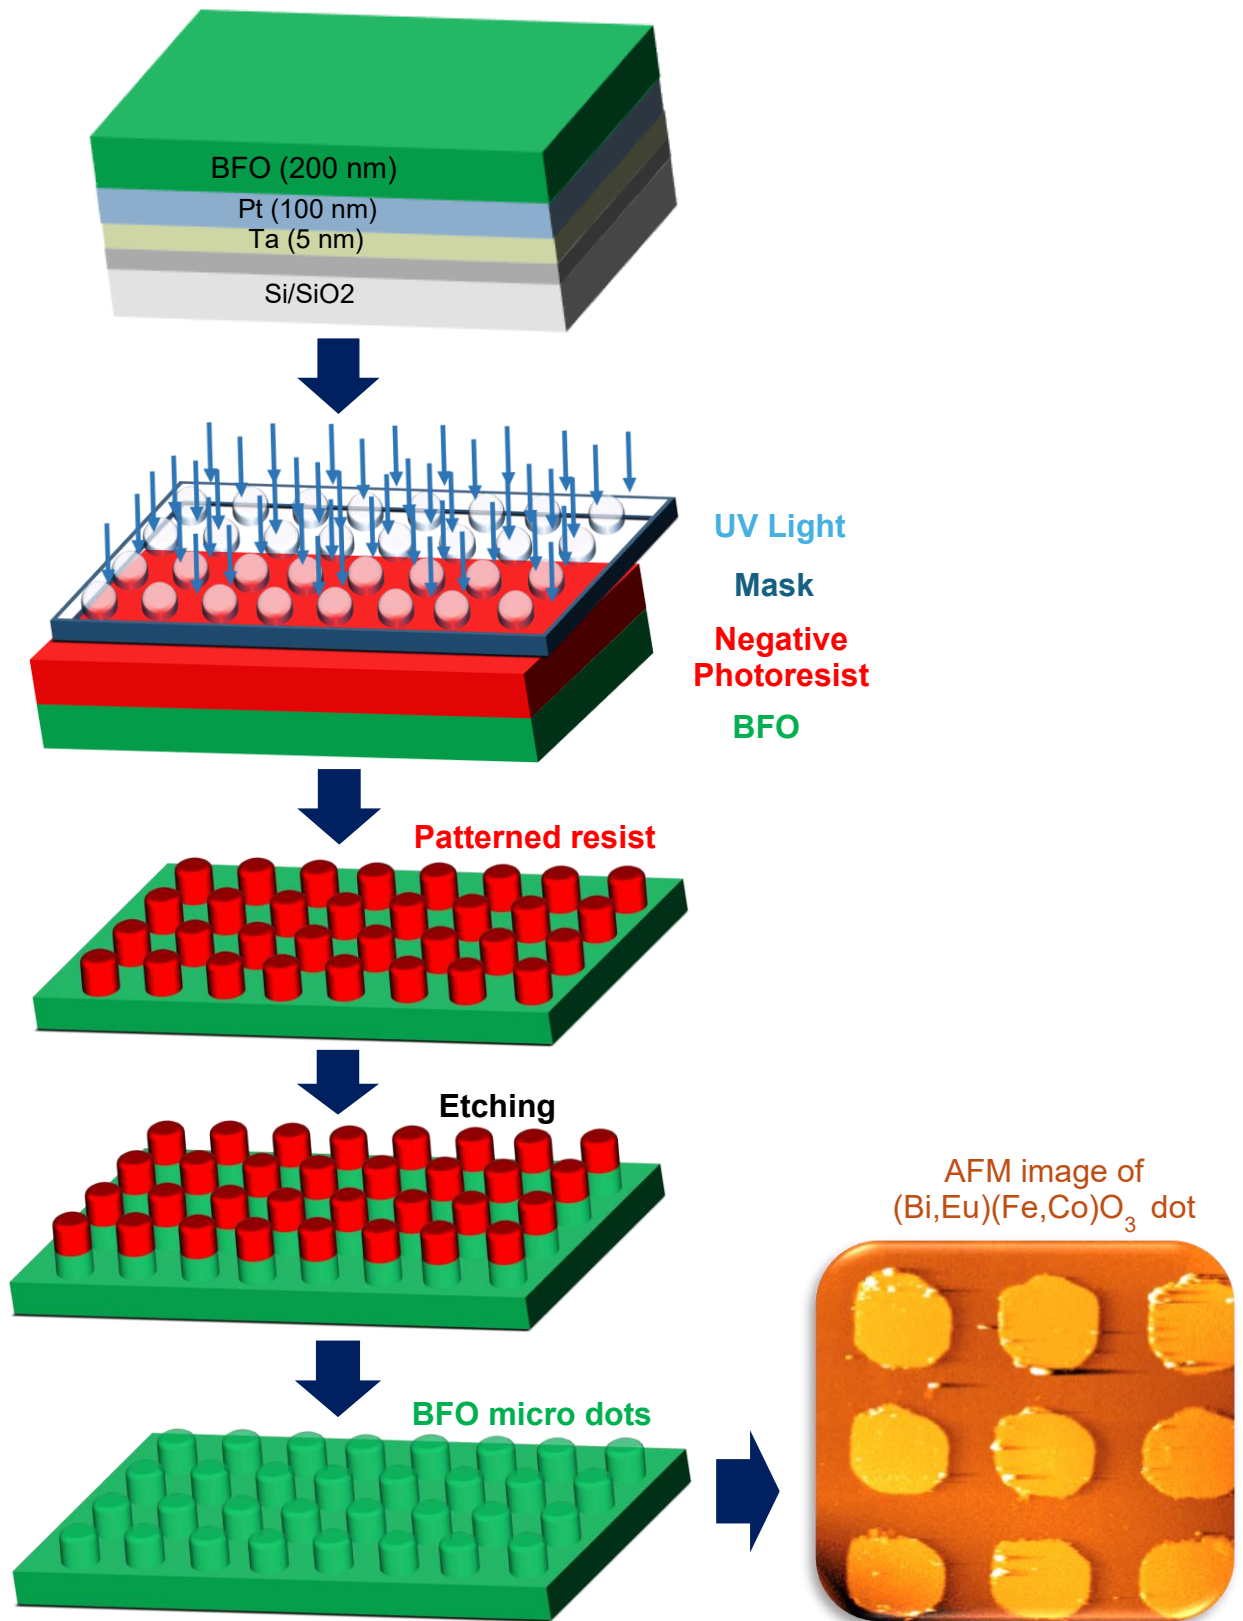 BFO (200 nm)
Pt (100 nm)
Ta (5 nm)
Si/SiO2
UV Light
Mask
Negative
Photoresist
BFO
Patterned resist
Etching
BFO micro dots
AFM image of
(Bi,Eu)(Fe,Co)O₃ dot